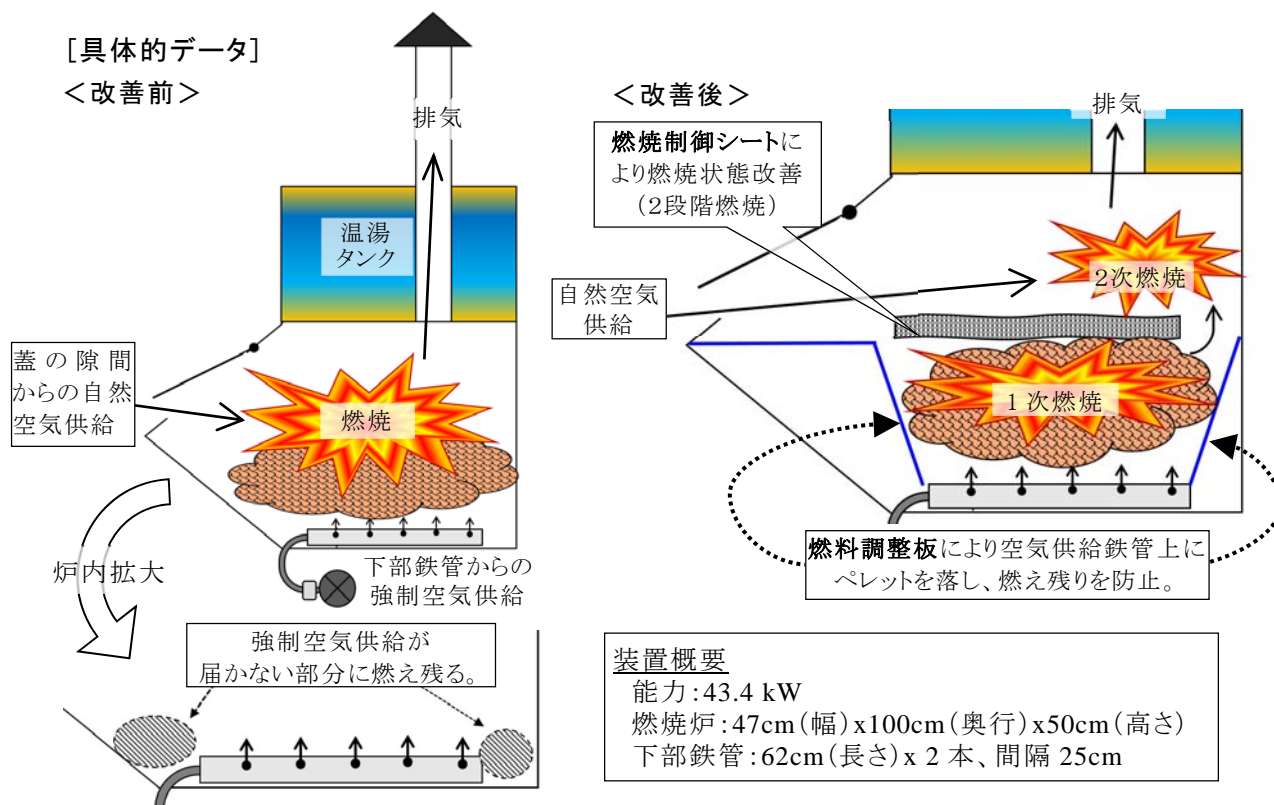 [具体的データ]
<改善前>
排気
温湯
タンク
蓋の隙間
からの自然
空気供給
燃焼
下部鉄管からの
強制空気供給
炉内拡大
強制空気供給が
届かない部分に燃え残る。
<改善後>
排気
燃焼制御シートに
より燃焼状態改善
(2段階燃焼)
自然空気
供給
2次燃焼
1次燃焼
燃料調整板により空気供給鉄管上に
ペレットを落し、燃え残りを防止。
装置概要
能力:43.4 kW
燃焼炉:47cm(幅)x100cm(奥行)x50cm(高さ)
下部鉄管:62cm(長さ)x 2 本、間隔 25cm